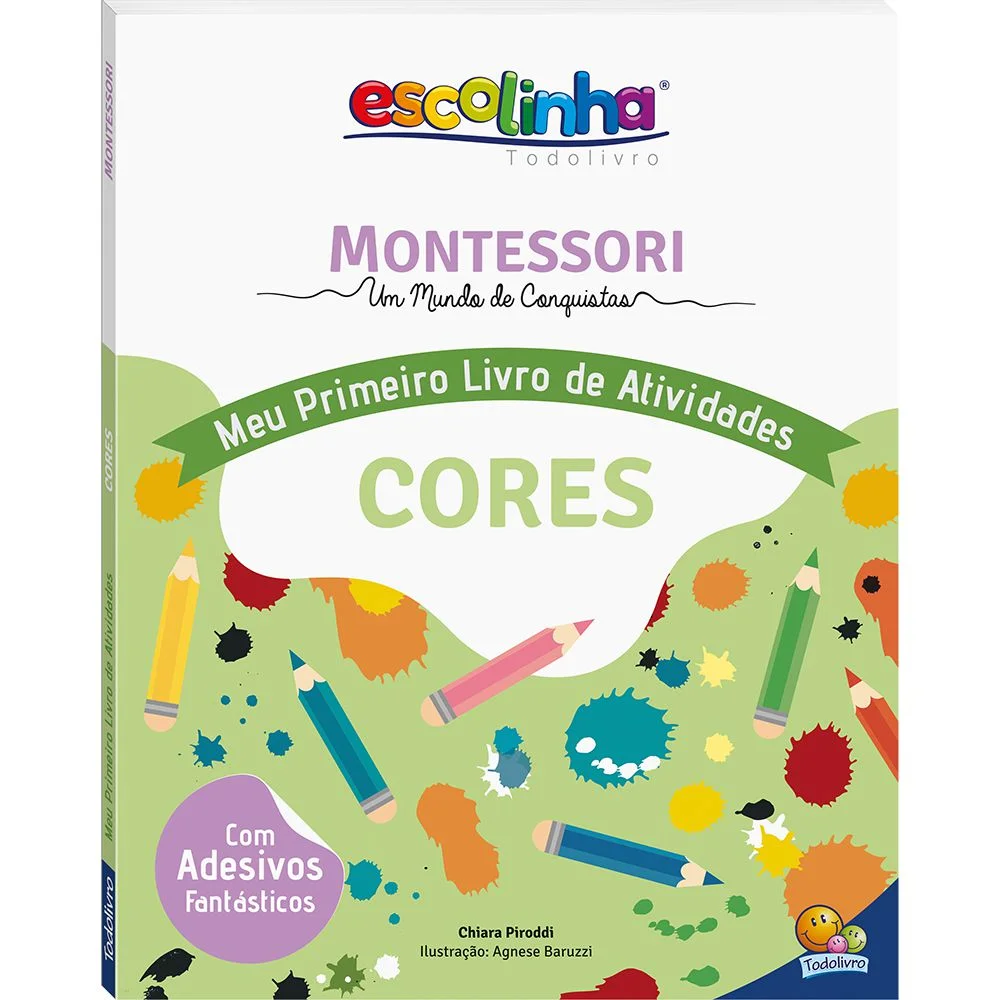 escolinha®
Todolivro
MONTESSORI
Um Mundo de Conquistas
Meu Primeiro Livro de Atividades
CORES
Com
Adesivos
Fantásticos
Chiara Piroddi
Ilustração: Agnese Baruzzi
Todolivro
MONTESSORI
CORES
Meu Primeiro Livro de Atividades
Todolivro